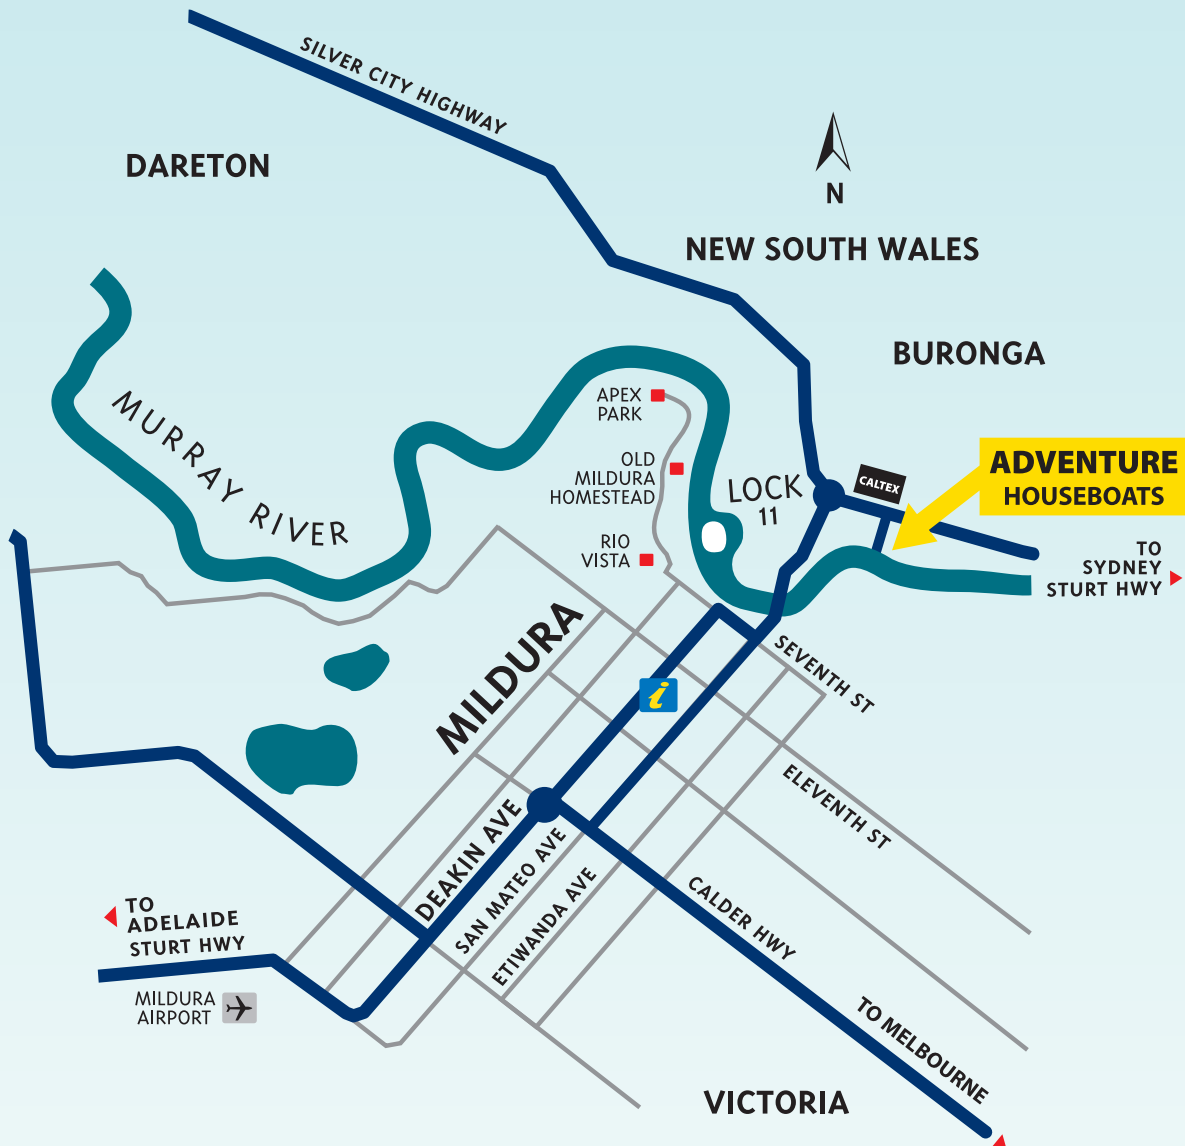 SILVER CITY HIGHWAY
DARETON
N
NEW SOUTH WALES
BURONGA
MURRAY RIVER
APEX
PARK
OLD
MILDURA
HOMESTEAD
LOCK
11
CALTEX
ADVENTURE
HOUSEBOATS
RIO
VISTA
TO
SYDNEY
STURT HWY
MILDURA
i
SEVENTH ST
ELEVENTH ST
DEAKIN AVE
SAN MATEO AVE
ETIWANDA AVE
CALDER HWY
TO
ADELAIDE
STURT HWY
MILDURA
AIRPORT
TO MELBOURNE
VICTORIA